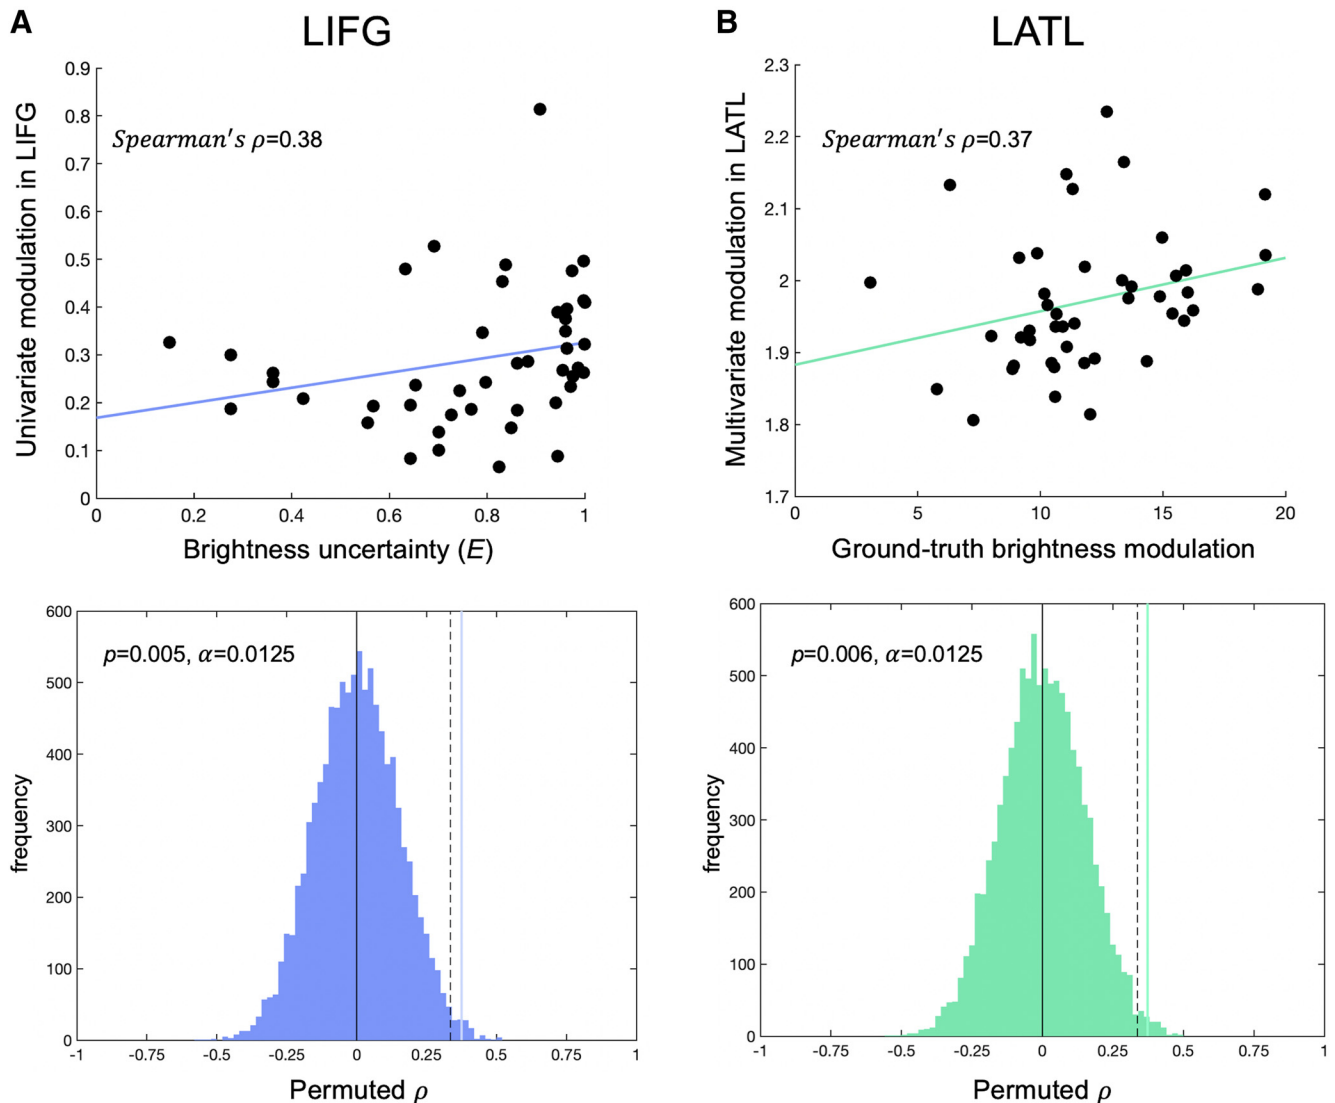 A
LIFG
Univariate modulation in LIFG
0.9
0.8
0.7
0.6
0.5
0.4
0.3
0.2
0.1
0
Spearman's ρ=0.38
0 0.2 0.4 0.6 0.8 1
Brightness uncertainty (E)
B
LATL
Multivariate modulation in LATL
2.3
2.2
2.1
2
1.9
1.8
1.7
Spearman's ρ=0.37
0 5 10 15 20
Ground-truth brightness modulation
frequency
600
500
400
300
200
100
0
p=0.005, α=0.0125
-1 -0.75 -0.5 -0.25 0 0.25 0.5 0.75 1
Permuted ρ
frequency
600
500
400
300
200
100
0
p=0.006, α=0.0125
-1 -0.75 -0.5 -0.25 0 0.25 0.5 0.75 1
Permuted ρ